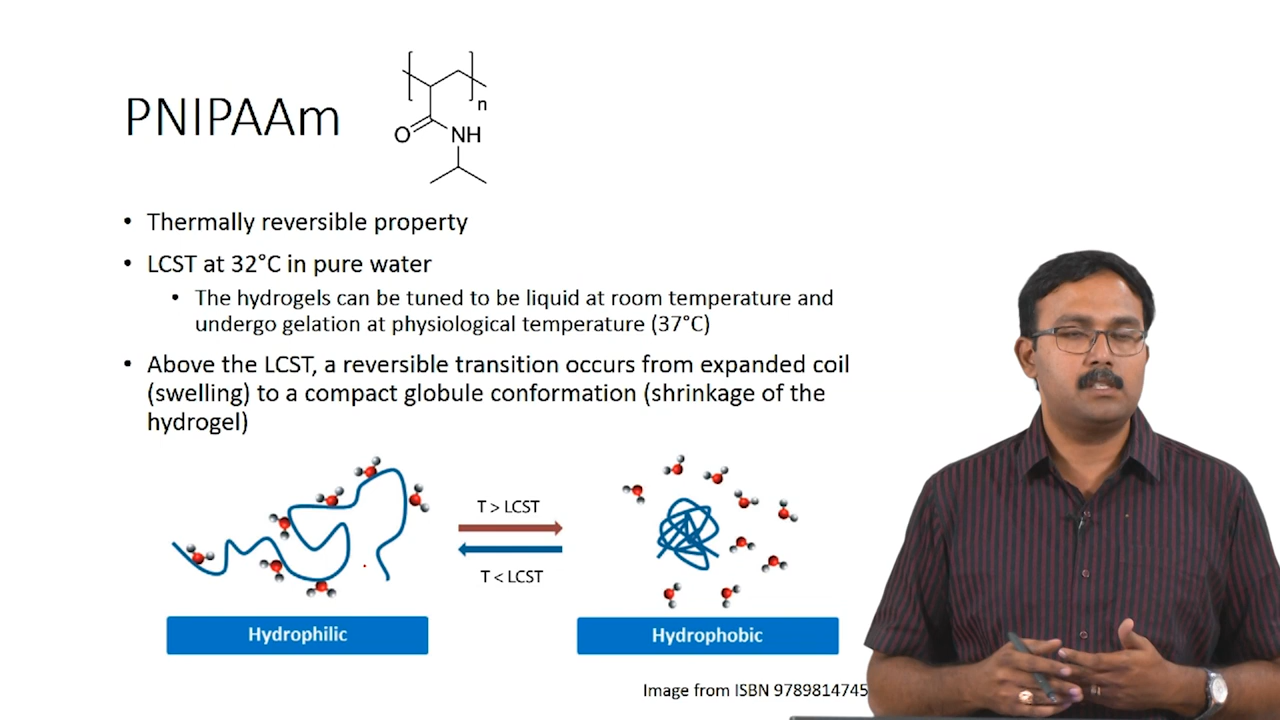 PNIPAAm
n
O
NH
• Thermally reversible property
• LCST at 32°C in pure water
• The hydrogels can be tuned to be liquid at room temperature and
undergo gelation at physiological temperature (37°C)
• Above the LCST, a reversible transition occurs from expanded coil
(swelling) to a compact globule conformation (shrinkage of the
hydrogel)
T > LCST
T < LCST
Hydrophilic
Hydrophobic
Image from ISBN 9789814745